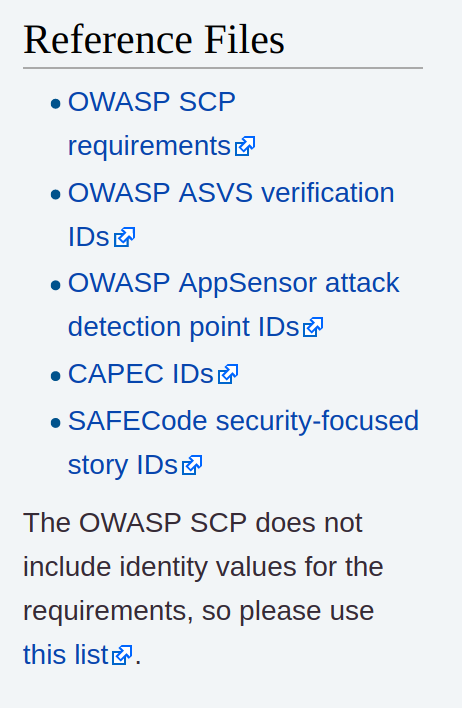 Reference Files
OWASP SCP
requirements
OWASP ASVS verification
IDs
OWASP AppSensor attack
detection point IDs
CAPEC IDs
SAFECode security-focused
story IDs
The OWASP SCP does not
include identity values for the
requirements, so please use
this list.